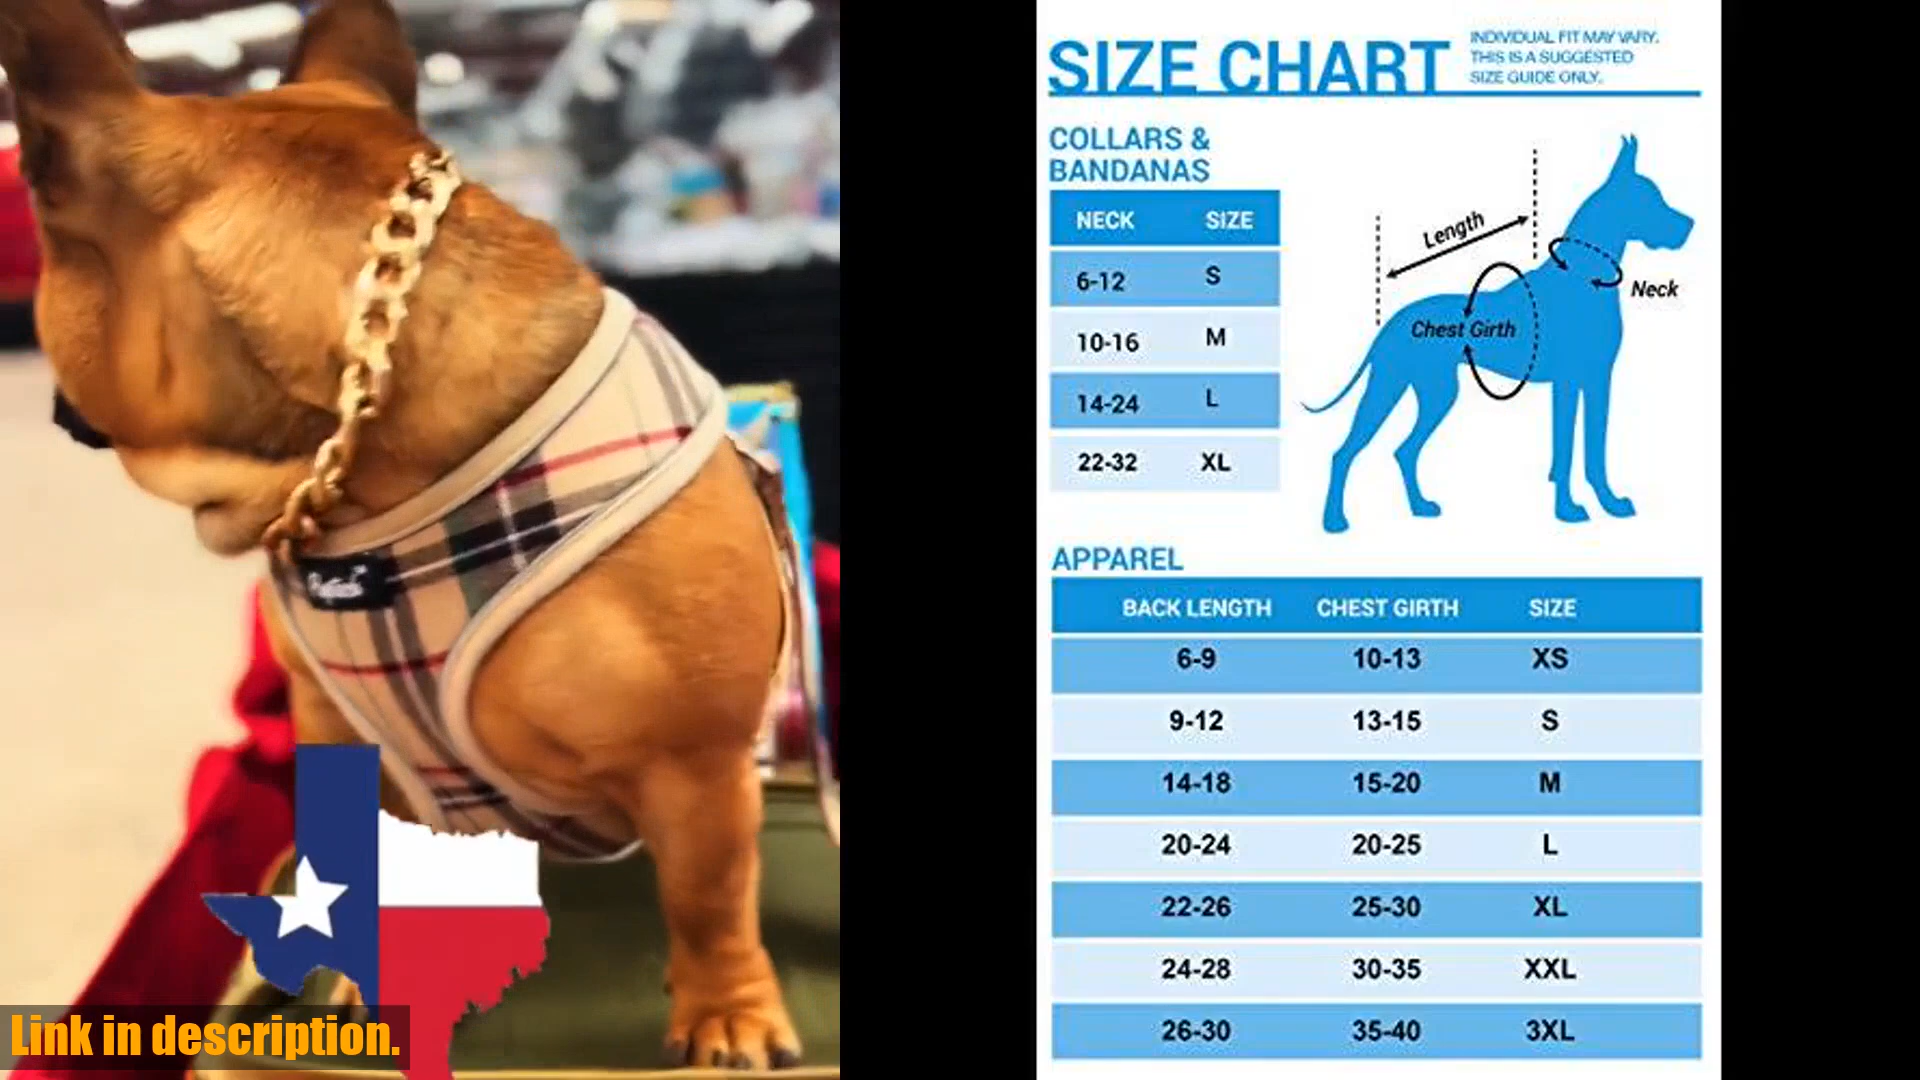 SIZE CHART
INDIVIDUAL FIT MAY VARY.
THIS IS A SUGGESTED
SIZE GUIDE ONLY.
COLLARS &
BANDANAS
NECK SIZE
6-12 S
10-16 M
14-24 L
22-32 XL
Length
Neck
Chest Girth
APPAREL
BACK LENGTH CHEST GIRTH SIZE
6-9 10-13 XS
9-12 13-15 S
14-18 15-20 M
20-24 20-25 L
22-26 25-30 XL
24-28 30-35 XXL
26-30 35-40 3XL
Link in description.